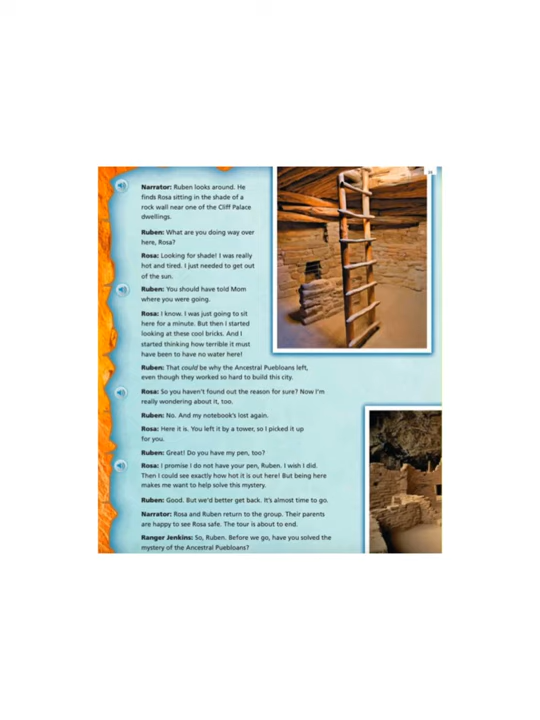 Narrator: Ruben looks around. He
finds Rosa sitting in the shade of a
rock wall near one of the Cliff Palace
dwellings.
Ruben: What are you doing way over
here, Rosa?
Rosa: Looking for shade! I was really
hot and tired. I just needed to get out
of the sun.
Ruben: You should have told Mom
where you were going.
Rosa: I know. I was just going to sit
here for a minute. But then I started
looking at these cool bricks. And I
started thinking how terrible it must
have been to have no water here!
Ruben: That could be why the Ancestral Puebloans left,
even though they worked so hard to build this city.
Rosa: So you haven't found out the reason for sure? Now I'm
really wondering about it, too.
Ruben: No. And my notebook's lost again.
Rosa: Here it is. You left it by a tower, so I picked it up
for you.
Ruben: Great! Do you have my pen, too?
Rosa: I promise I do not have your pen, Ruben. I wish I did.
Then I could see exactly how hot it is out here! But being here
makes me want to help solve this mystery.
Ruben: Good. But we'd better get back. It's almost time to go.
Narrator: Rosa and Ruben return to the group. Their parents
are happy to see Rosa safe. The tour is about to end.
Ranger Jenkins: So, Ruben. Before we go, have you solved the
mystery of the Ancestral Puebloans?